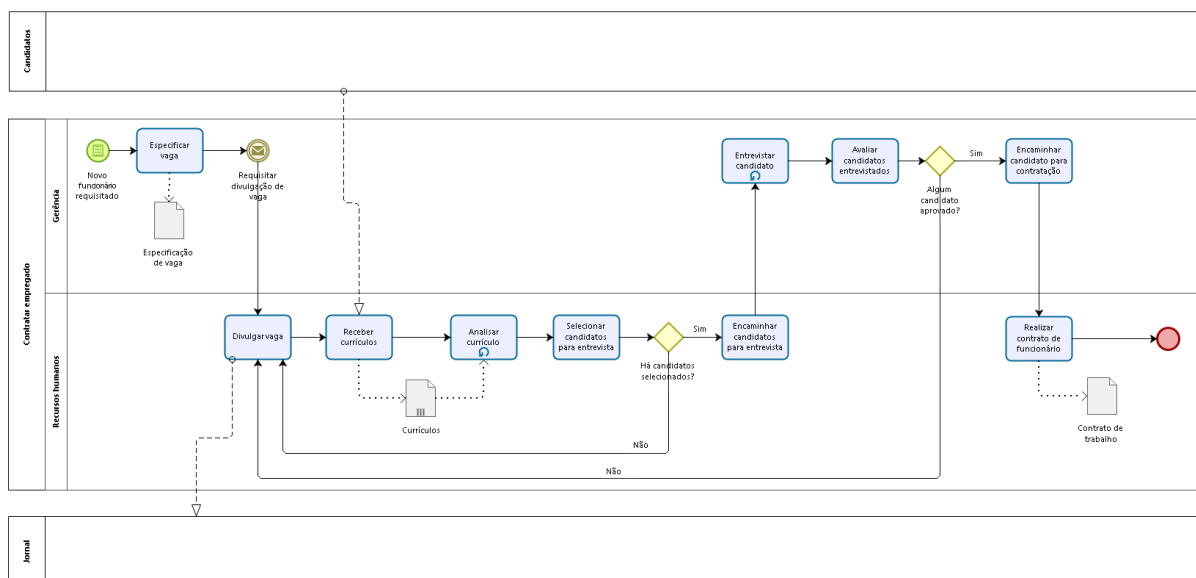 Candidatos
Contratar empregado
Gerência
Novo
funcionário
requisitado
Especificar
vaga
Especificação
de vaga
Requisitar
divulgação de
vaga
Entrevistar
candidato
Avaliar
candidatos
entrevistados
Algum
candidato
aprovado?
Sim
Encaminhar
candidato para
contratação
Recursos humanos
Divulgar vaga
Receber
currículos
Currículos
Analisar
currículo
Selecionar
candidatos
para entrevista
Há candidatos
selecionados?
Sim
Encaminhar
candidatos
para entrevista
Não
Não
Realizar
contrato de
funcionário
Contrato de
trabalho
Jornal